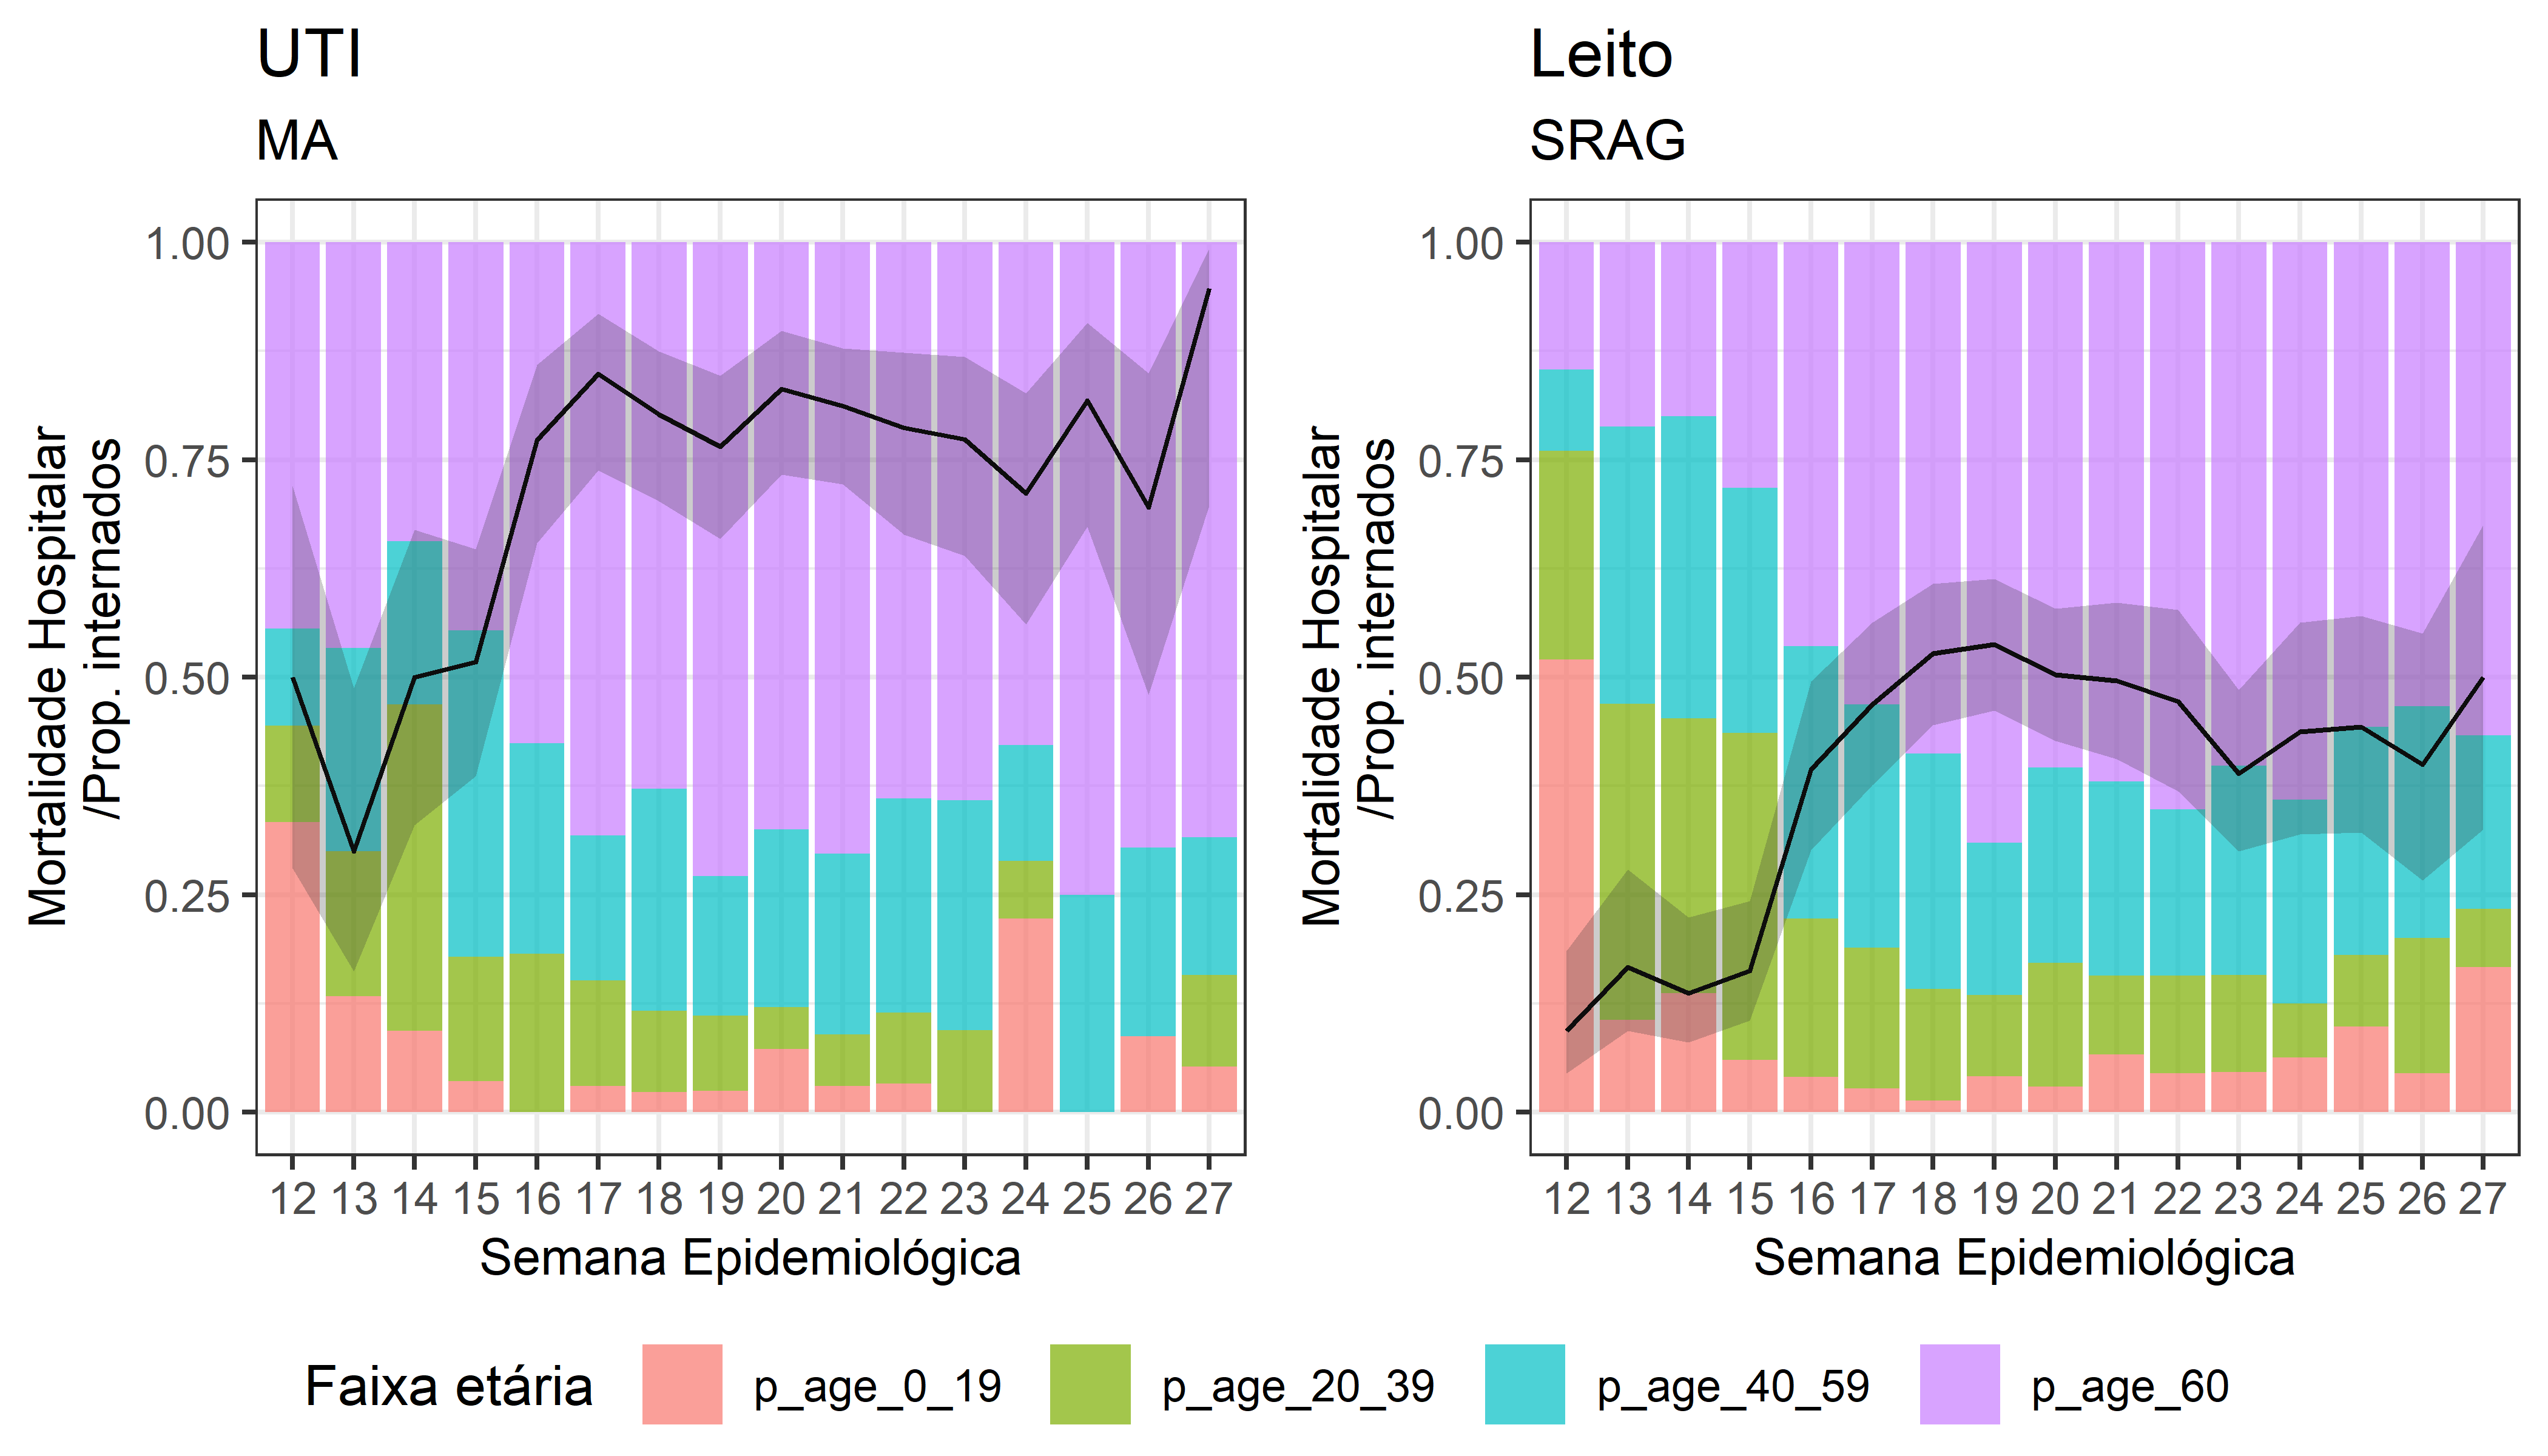 UTI
MA
Mortalidade Hospitalar
/Prop. internados
1.00
0.75
0.50
0.25
0.00
12 13 14 15 16 17 18 19 20 21 22 23 24 25 26 27
Semana Epidemiológica
Leito
SRAG
Mortalidade Hospitalar
/Prop. internados
1.00
0.75
0.50
0.25
0.00
12 13 14 15 16 17 18 19 20 21 22 23 24 25 26 27
Semana Epidemiológica
Faixa etária p_age_0_19 p_age_20_39 p_age_40_59 p_age_60